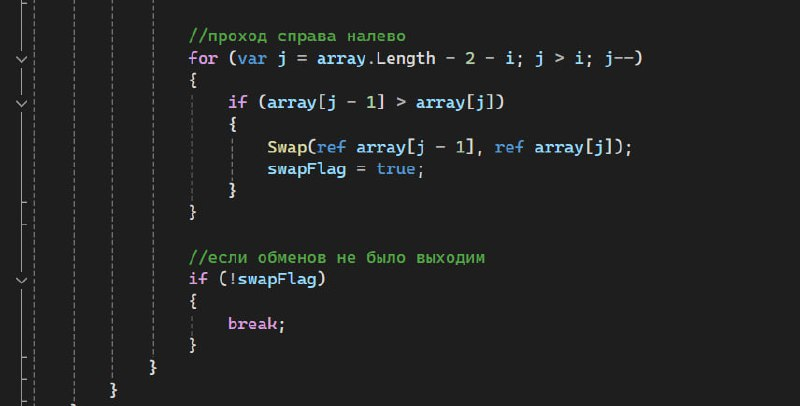 //проход справа налево
for (var j = array.Length - 2 - i; j > i; j--)
{
if (array[j - 1] > array[j])
{
Swap(ref array[j - 1], ref array[j]);
swapFlag = true;
}
}
//если обменов не было выходим
if (!swapFlag)
{
break;
}
}
}